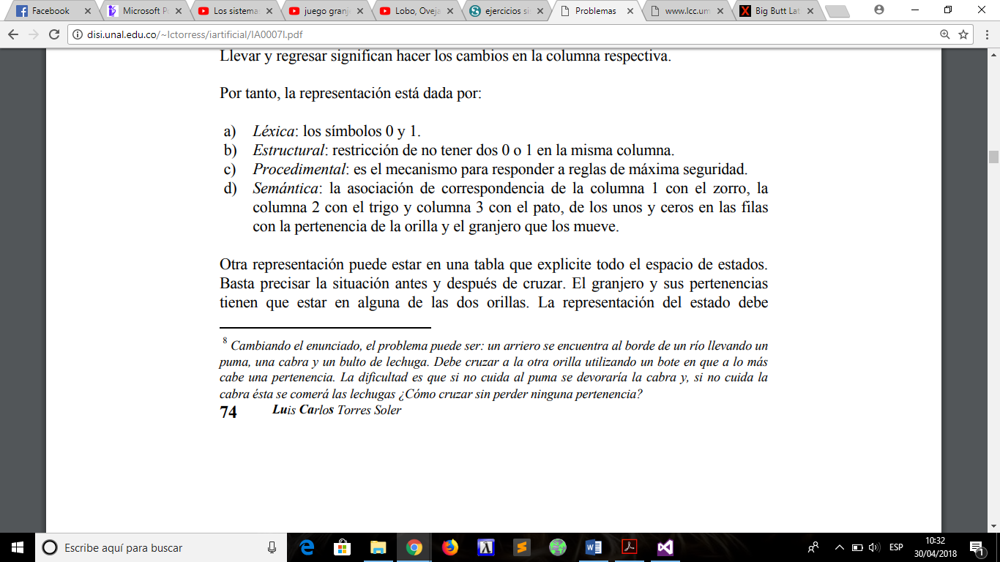 Facebook
Microsoft P
Los sistema
juego granj
Lobo, Oveja
ejercicios si
Problemas
www.lcc.um
Big Butt Lat
disi.unal.edu.co/~lctorress/iartificial/IA0007I.pdf
Llevar y regresar significan hacer los cambios en la columna respectiva.
Por tanto, la representación está dada por:
a) Léxica: los símbolos 0 y 1.
b) Estructural: restricción de no tener dos 0 o 1 en la misma columna.
c) Procedimental: es el mecanismo para responder a reglas de máxima seguridad.
d) Semántica: la asociación de correspondencia de la columna 1 con el zorro, la
columna 2 con el trigo y columna 3 con el pato, de los unos y ceros en las filas
con la pertenencia de la orilla y el granjero que los mueve.
Otra representación puede estar en una tabla que explicite todo el espacio de estados.
Basta precisar la situación antes y después de cruzar. El granjero y sus pertenencias
tienen que estar en alguna de las dos orillas. La representación del estado debe
8 Cambiando el enunciado, el problema puede ser: un arriero se encuentra al borde de un río llevando un
puma, una cabra y un bulto de lechuga. Debe cruzar a la otra orilla utilizando un bote en que a lo más
cabe una pertenencia. La dificultad es que si no cuida al puma se devoraría la cabra y, si no cuida la
cabra ésta se comerá las lechugas ¿Cómo cruzar sin perder ninguna pertenencia?
74 Luis Carlos Torres Soler
Escribe aquí para buscar
ESP
10:32
30/04/2018
1